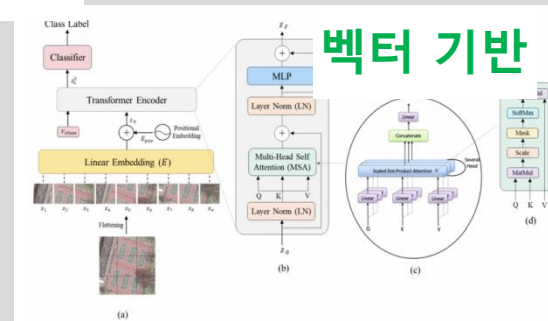 벡터 기반
Class Label
Classifier
Transformer Encoder
Positional
Embedding
Linear Embedding (E)
Flattening
(a)
MLP
Layer Norm (LN)
Multi-Head Self
Attention (MSA)
Q K V
Layer Norm (LN)
(b)
Linear
Concatenate
Scaled Dot-Product Attention
Several
Head
Linear Linear Linear
Q K V
(c)
SoftMax
Mask
Scale
MatMul
Q K V
(d)